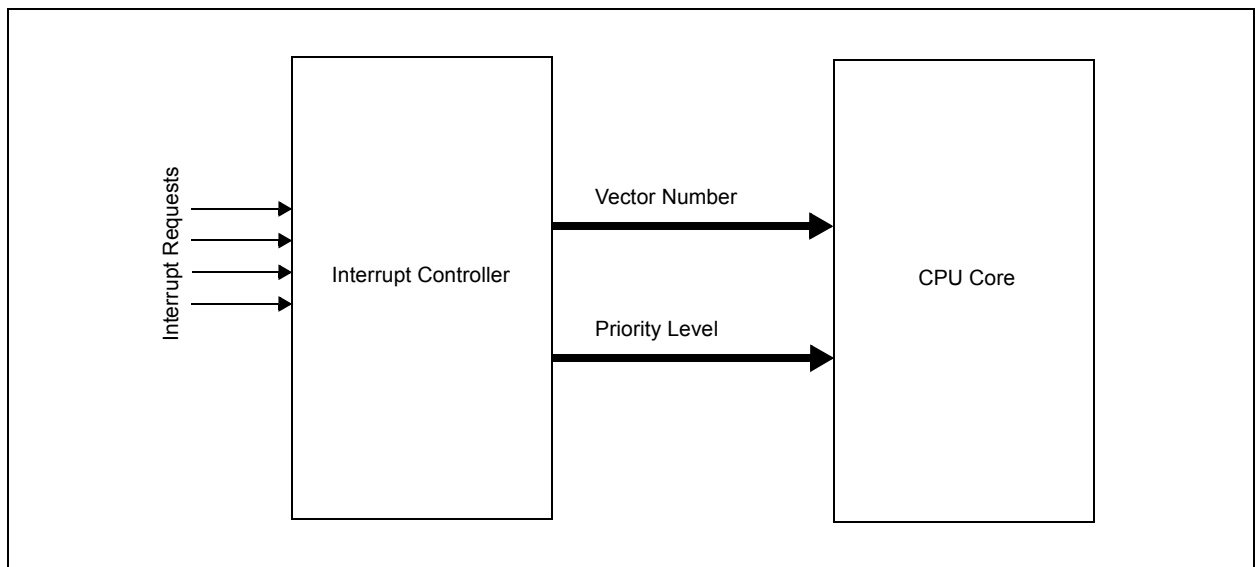 Interrupt Requests
Interrupt Controller
Vector Number
Priority Level
CPU Core